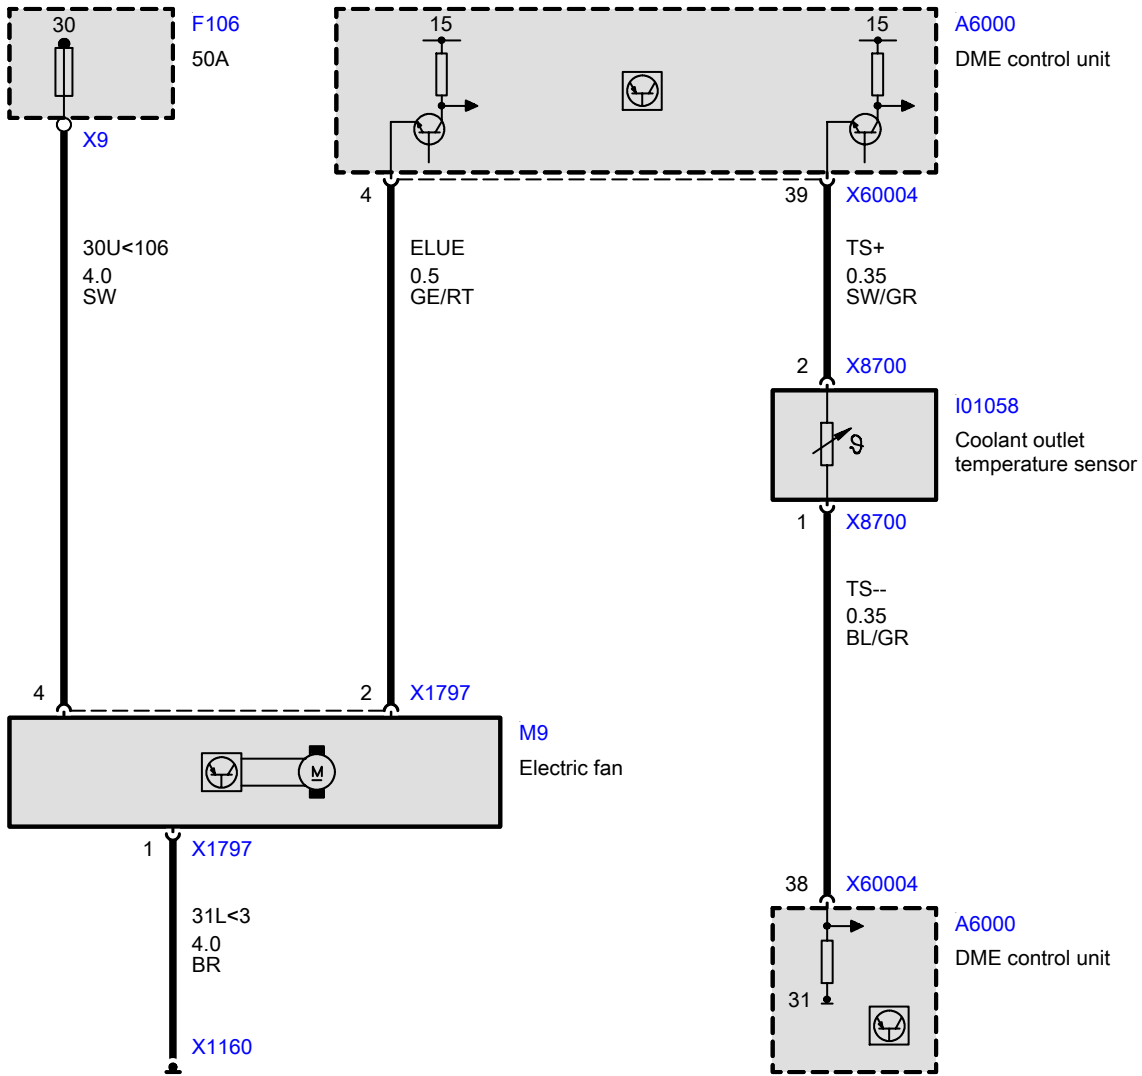 30
F106
50A
X9
15
15
A6000
DME control unit
4
39
X60004
30U<106
4.0
SW
ELUE
0.5
GE/RT
TS+
0.35
SW/GR
2
X8700
I01058
Coolant outlet
temperature sensor
ϑ
1
X8700
TS--
0.35
BL/GR
4
2
X1797
M9
Electric fan
M
1
X1797
31L<3
4.0
BR
X1160
38
X60004
A6000
DME control unit
31